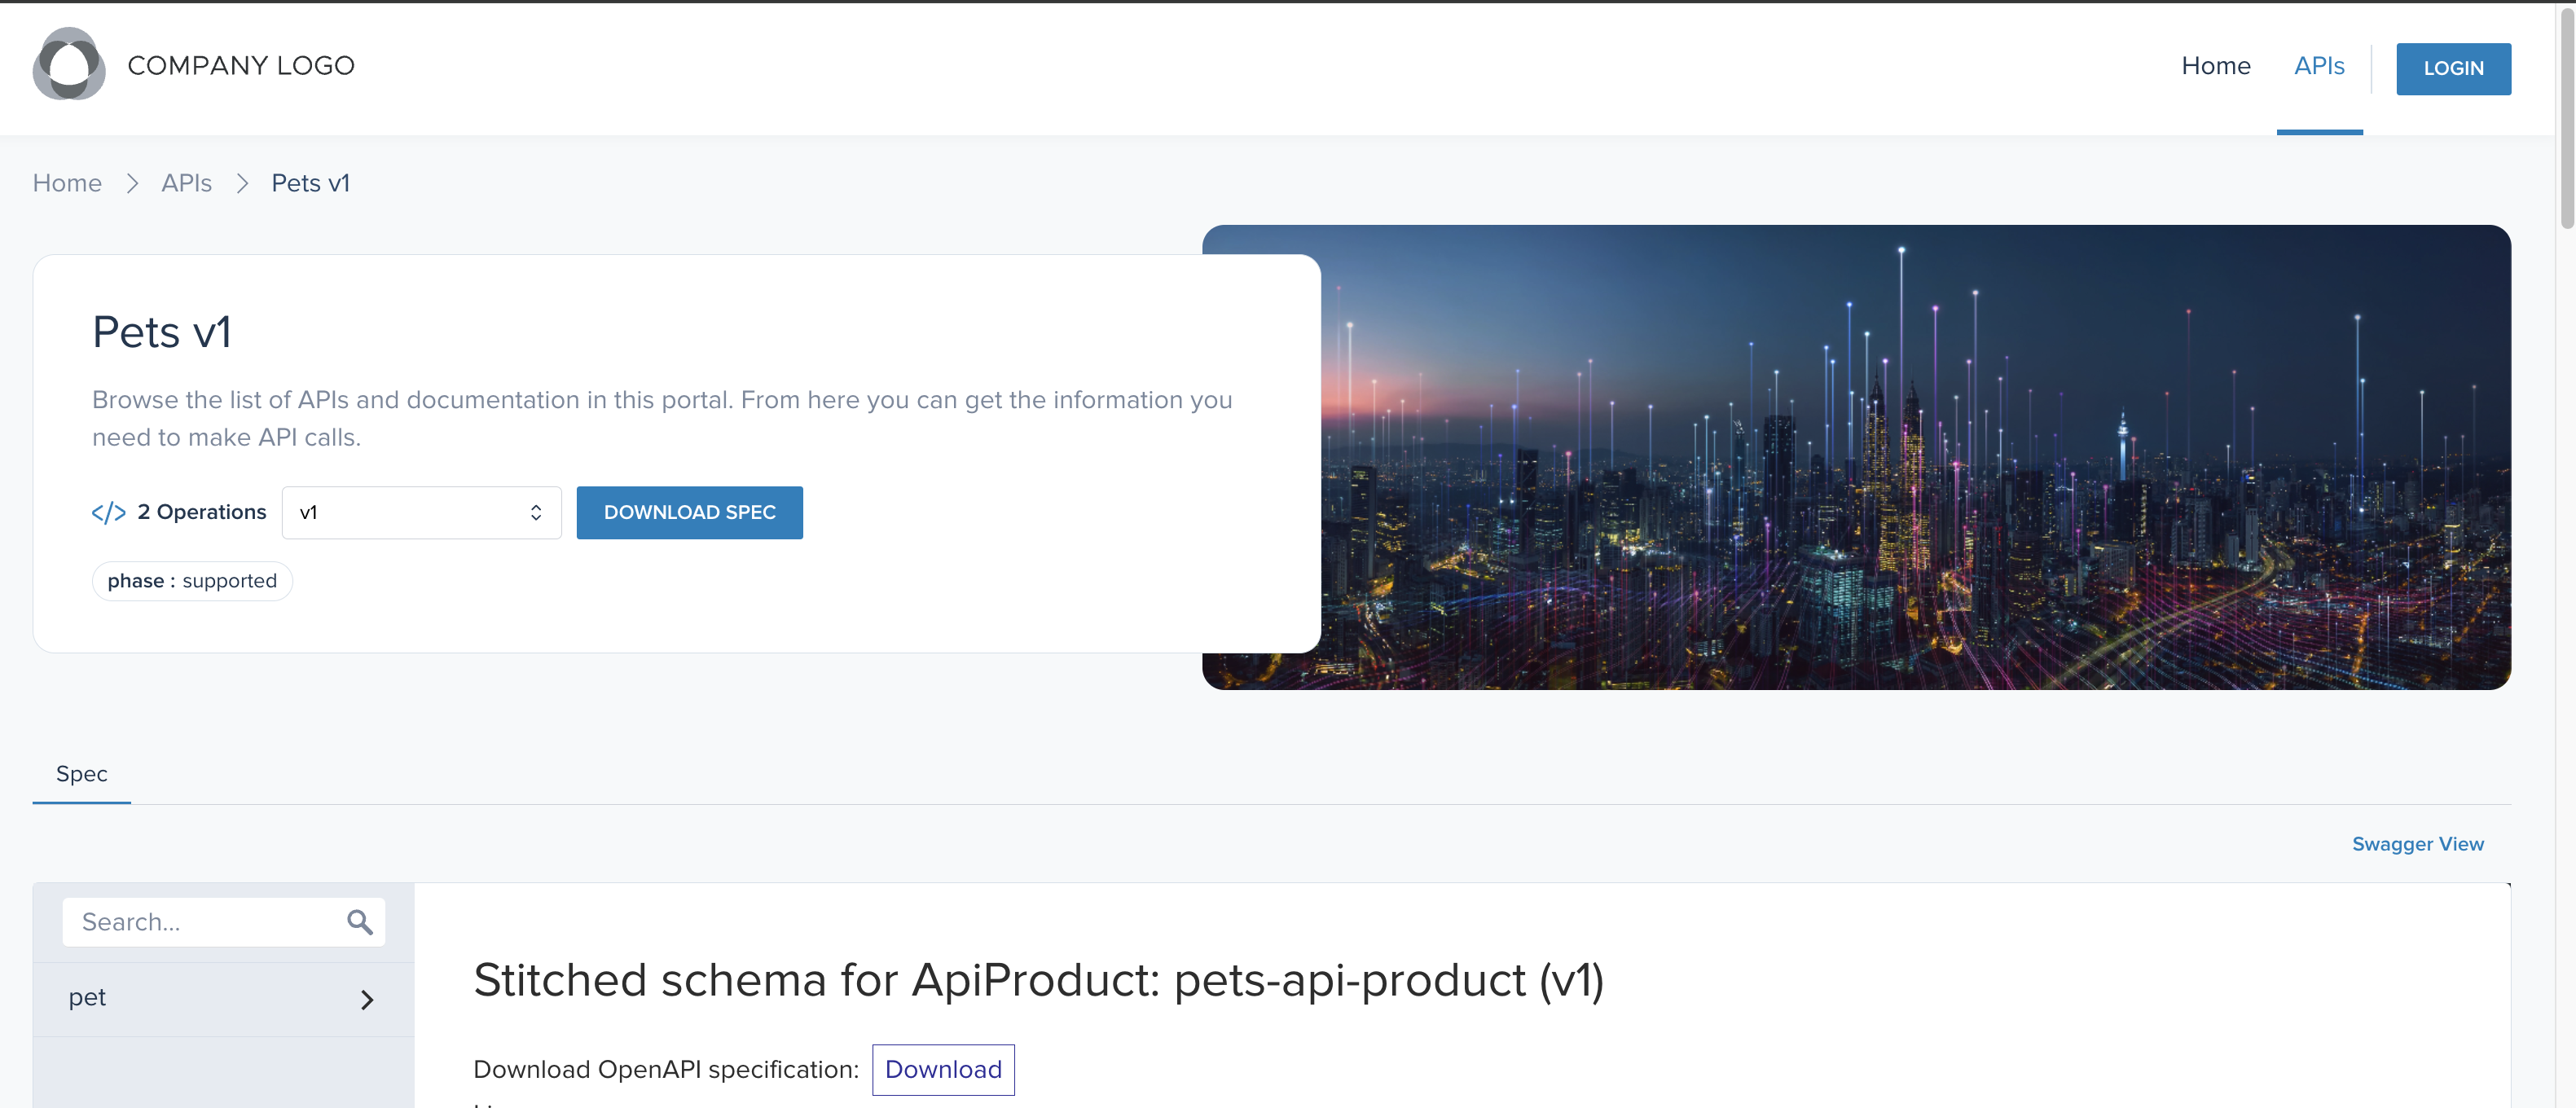 COMPANY LOGO
Home
APIs
LOGIN
Home
APIs
Pets v1
Pets v1
Browse the list of APIs and documentation in this portal. From here you can get the information you
need to make API calls.
</> 2 Operations
v1
DOWNLOAD SPEC
phase : supported
Spec
Swagger View
Search...
pet
Stitched schema for ApiProduct: pets-api-product (v1)
Download OpenAPI specification: Download